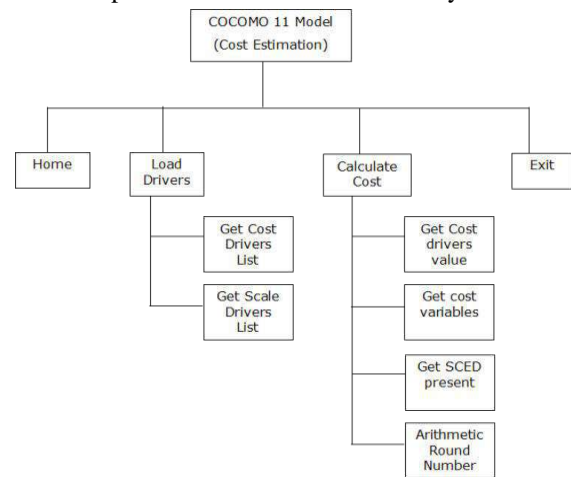 COCOMO 11 Model
(Cost Estimation)
Home
Load
Drivers
Calculate
Cost
Exit
Get Cost
Drivers
List
Get Scale
Drivers
List
Get Cost
drivers
value
Get cost
variables
Get SCED
present
Arithmetic
Round
Number